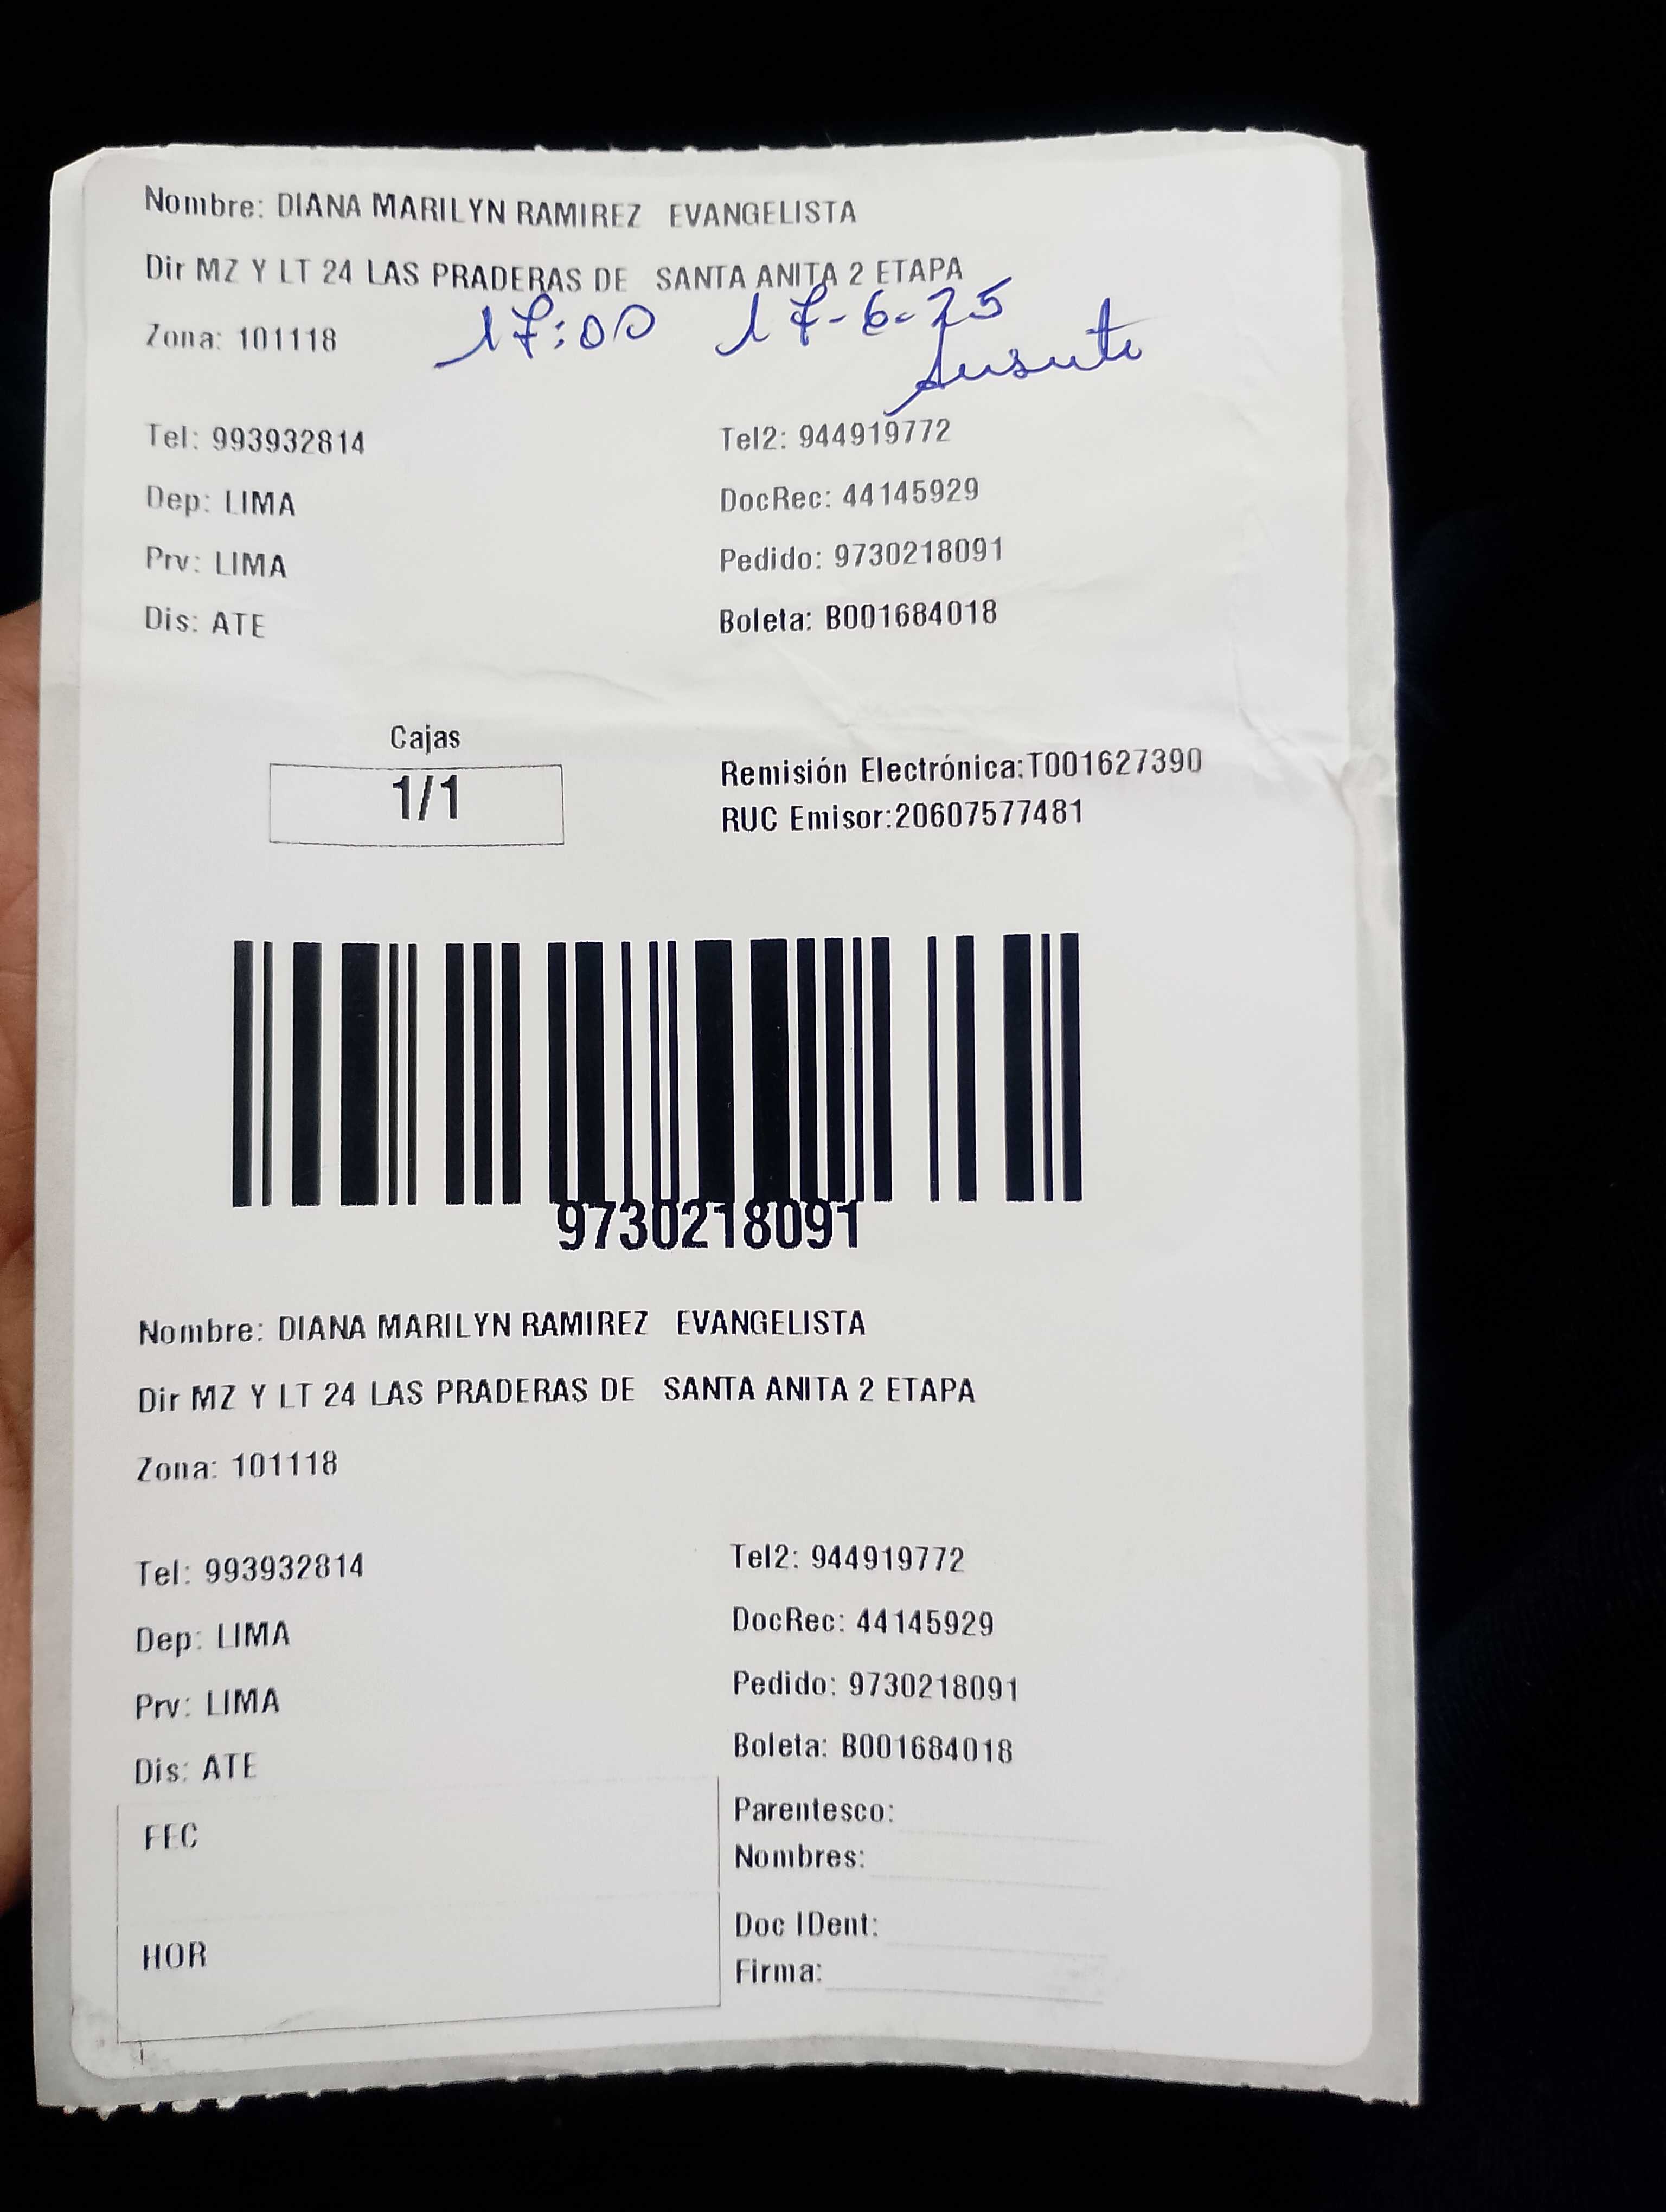 Nombre: DIANA MARILYN RAMIREZ EVANGELISTA
Dir MZ Y LT 24 LAS PRADERAS DE SANTA ANITA 2 ETAPA
17:00 17-6-25
Zona: 101118
Tel: 993932814 Tel2: 944919772
Dep: LIMA DocRec: 44145929
Prv: LIMA Pedido: 9730218091
Dis: ATE Boleta: B001684018
Cajas
1/1
Remisión Electrónica:T001627390
RUC Emisor:20607577481
9730218091
Nombre: DIANA MARILYN RAMIREZ EVANGELISTA
Dir MZ Y LT 24 LAS PRADERAS DE SANTA ANITA 2 ETAPA
Zona: 101118
Tel: 993932814 Tel2: 944919772
Dep: LIMA DocRec: 44145929
Prv: LIMA Pedido: 9730218091
Dis: ATE Boleta: B001684018
FEC
HOR
Parentesco:
Nombres:
Doc IDent:
Firma: